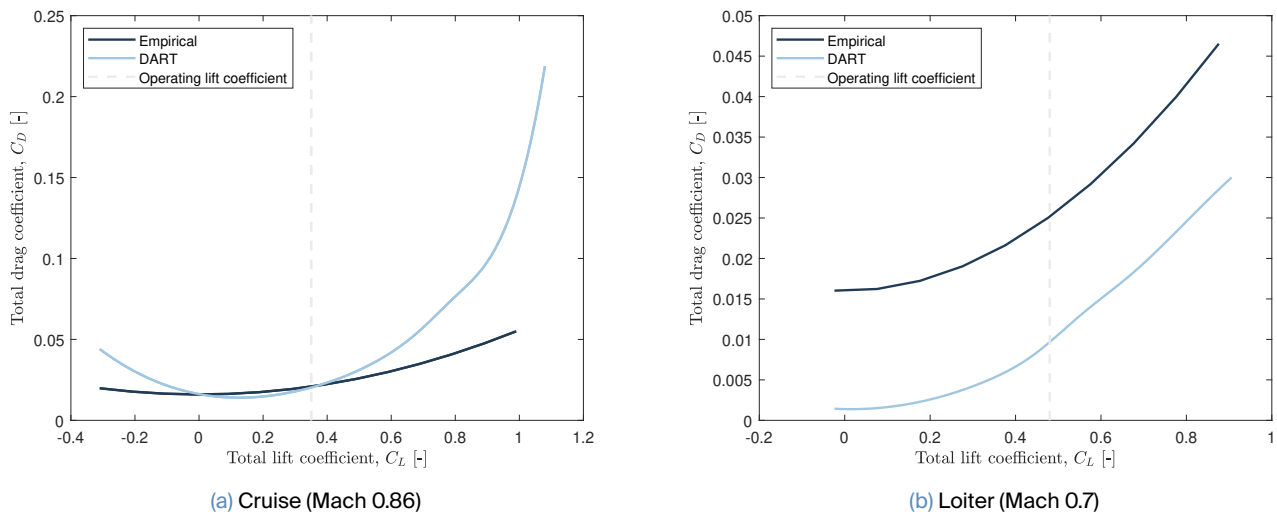 0.25
0.2
0.15
0.1
0.05
0
-0.4 -0.2 0 0.2 0.4 0.6 0.8 1 1.2
Total drag coefficient, C_D [-]
Total lift coefficient, C_L [-]
Empirical
DART
Operating lift coefficient
(a) Cruise (Mach 0.86)
0.05
0.045
0.04
0.035
0.03
0.025
0.02
0.015
0.01
0.005
0
-0.2 0 0.2 0.4 0.6 0.8 1
Total drag coefficient, C_D [-]
Total lift coefficient, C_L [-]
Empirical
DART
Operating lift coefficient
(b) Loiter (Mach 0.7)